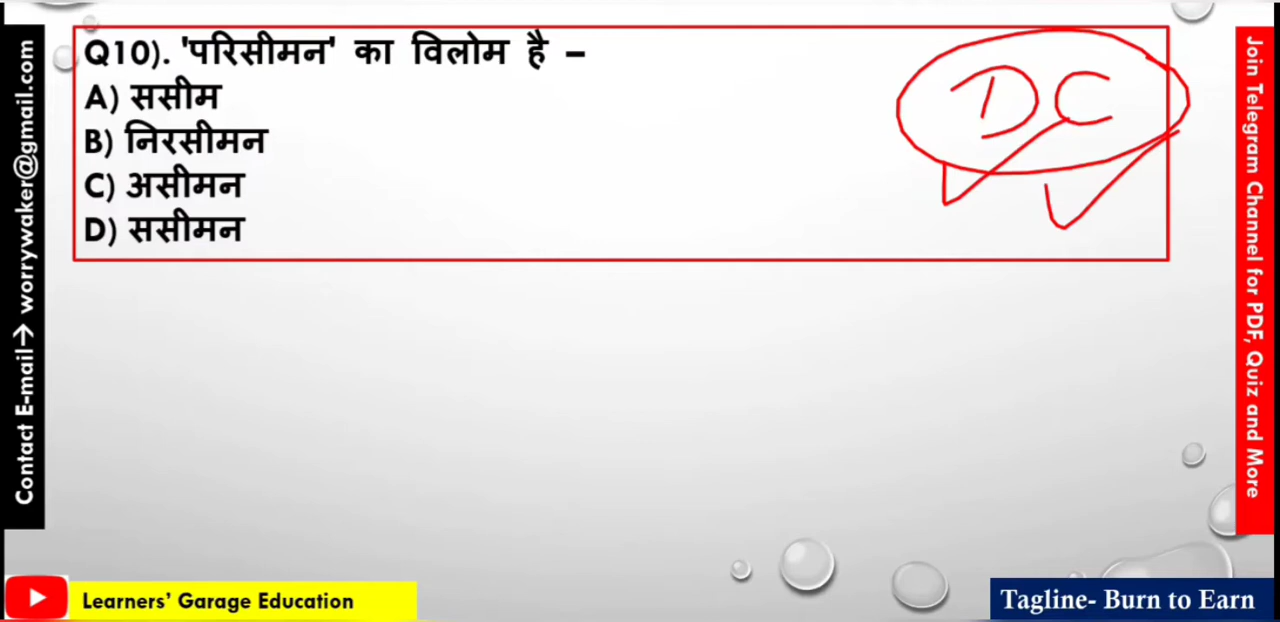 Q10). 'परिसीमन' का विलोम है –
A) ससीम
B) निरसीमन
C) असीमन
D) ससीमन
DC
Contact E-mail→ worrywaker@gmail.com
Join Telegram Channel for PDF, Quiz and More
Learners' Garage Education
Tagline- Burn to Earn